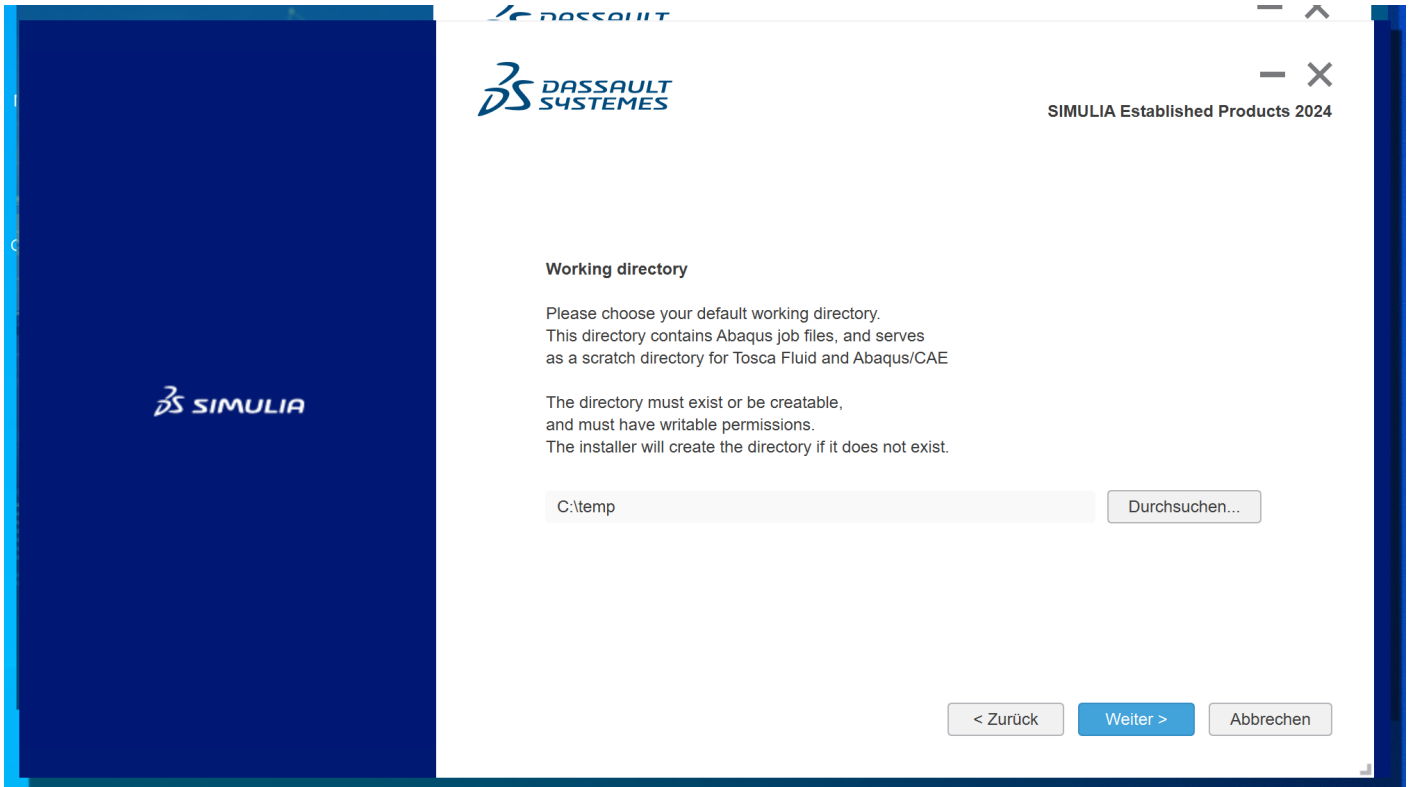 DASSAULT
DASSAULT
SYSTEMES
SIMULIA Established Products 2024
Working directory
Please choose your default working directory.
This directory contains Abaqus job files, and serves
as a scratch directory for Tosca Fluid and Abaqus/CAE
The directory must exist or be creatable,
and must have writable permissions.
The installer will create the directory if it does not exist.
SIMULIA
C:\temp
Durchsuchen...
< Zurück
Weiter >
Abbrechen